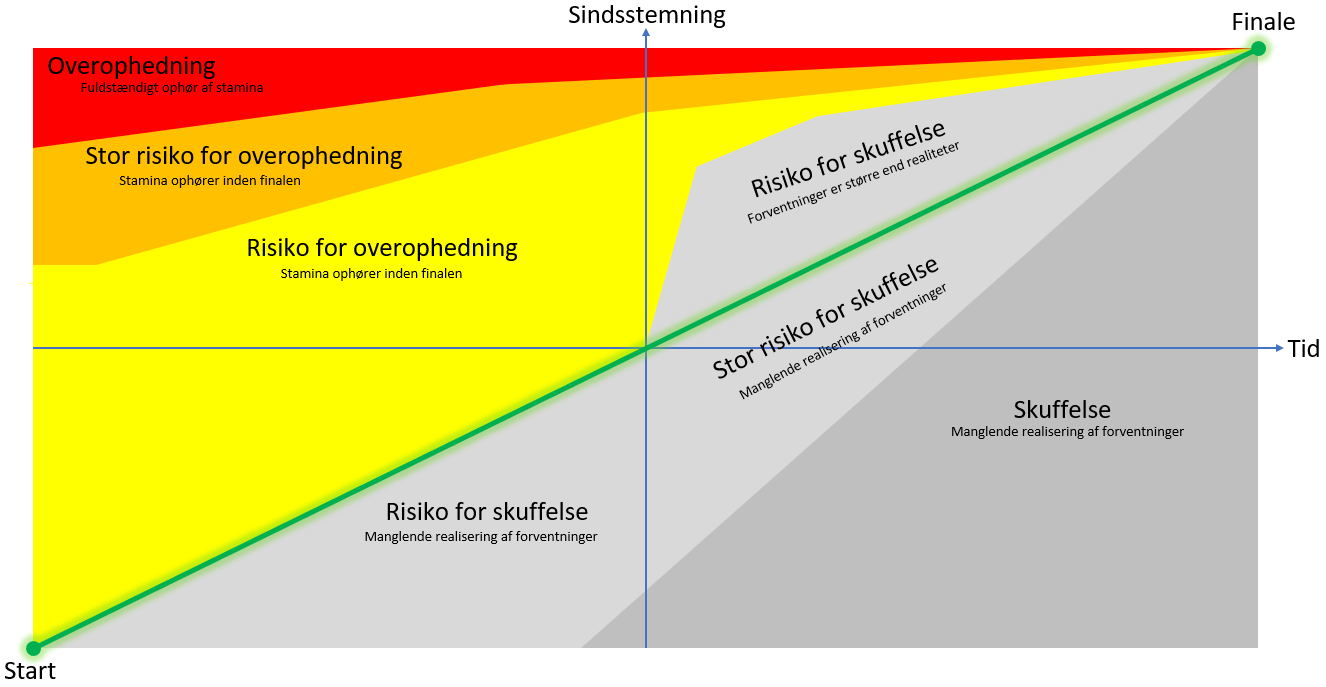 Sindsstemning
Finale
Overophedning
Fuldstændigt ophør af stamina
Stor risiko for overophedning
Stamina ophører inden finalen
Risiko for skuffelse
Forventninger er større end realiteter
Risiko for overophedning
Stamina ophører inden finalen
Stor risiko for skuffelse
Manglende realisering af forventninger
Tid
Skuffelse
Manglende realisering af forventninger
Risiko for skuffelse
Manglende realisering af forventninger
Start